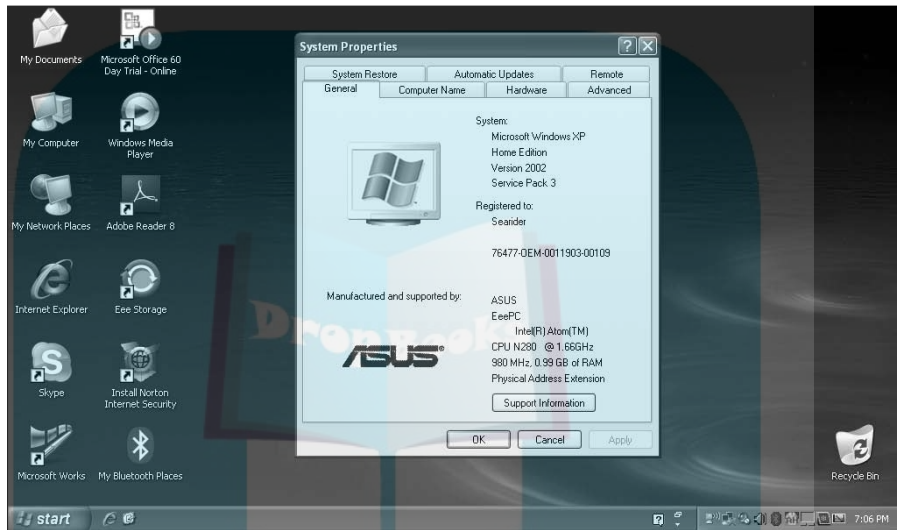 My Documents
Microsoft Office 60
Day Trial - Online
My Computer
Windows Media
Player
My Network Places
Adobe Reader 8
Internet Explorer
Eee Storage
Skype
Install Norton
Internet Security
Microsoft Works
My Bluetooth Places
System Properties
System Restore
Automatic Updates
Remote
General
Computer Name
Hardware
Advanced
System:
Microsoft Windows XP
Home Edition
Version 2002
Service Pack 3
Registered to:
Searider
76477-OEM-0011903-00109
Manufactured and supported by:
ASUS
ASUS
EeePC
Intel(R) Atom(TM)
CPU N280 @ 1.66GHz
980 MHz, 0.99 GB of RAM
Physical Address Extension
Support Information
OK
Cancel
Apply
DropBooks
Recycle Bin
start
7:06 PM